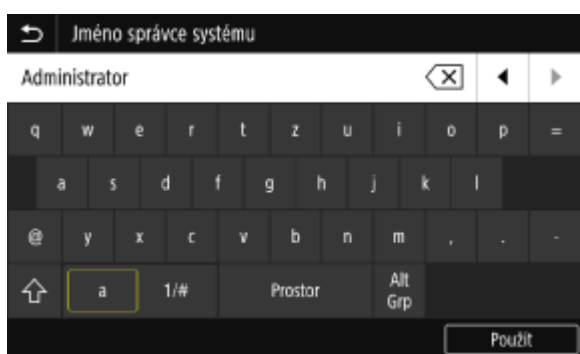 Jméno správce systému
Administrator
q w e r t z u i o p =
a s d f g h j k l
@ y x c v b n m , . -
a 1/# Prostor Alt
Grp
Použít